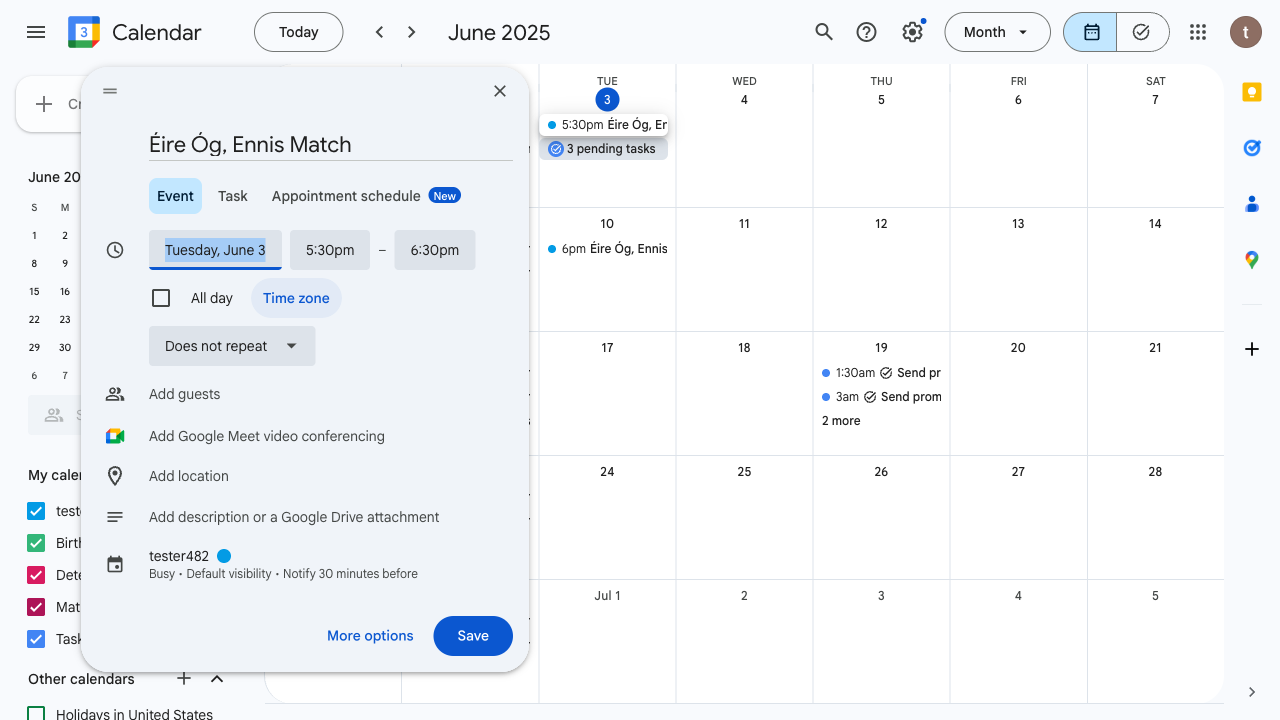 3
Calendar
Today
June 2025
Month
t
TUE
WED
THU
FRI
SAT
3
4
5
6
7
5:30pm Éire Óg, En
3 pending tasks
Éire Óg, Ennis Match
Event
Task
Appointment schedule
New
Tuesday, June 3
5:30pm
–
6:30pm
All day
Time zone
Does not repeat
Add guests
Add Google Meet video conferencing
Add location
Add description or a Google Drive attachment
tester482
Busy • Default visibility • Notify 30 minutes before
More options
Save
June 20
S M
1 2
8 9
15 16
22 23
29 30
6 7
S
My caler
teste
Birth
Dete
Mat
Task
Other calendars
Holidays in United States
10
11
12
13
14
6pm Éire Óg, Ennis
17
18
19
20
21
1:30am Send pr
3am Send prom
2 more
24
25
26
27
28
Jul 1
2
3
4
5